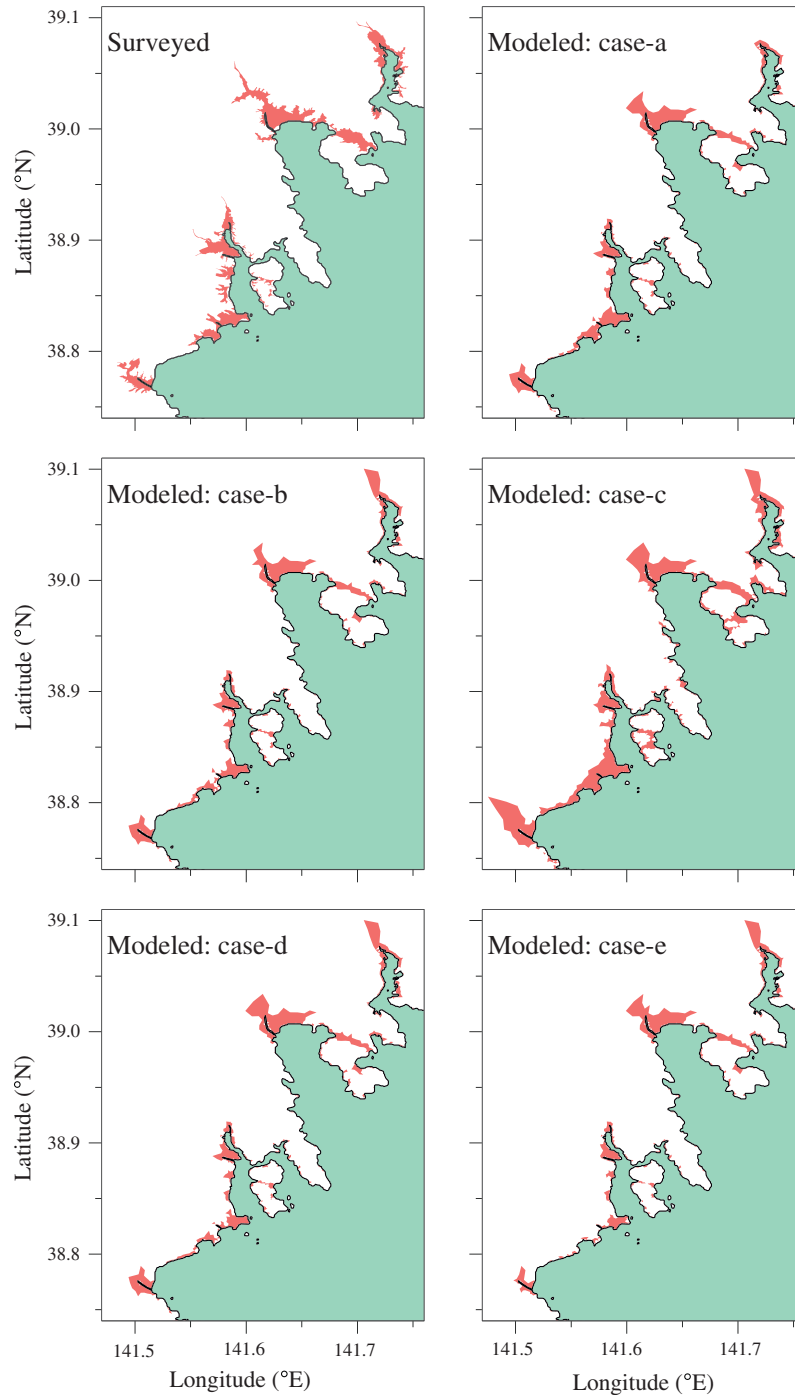 39.1
Surveyed
Modeled: case-a
39.0
Latitude (°N)
38.9
38.8
39.1
Modeled: case-b
Modeled: case-c
39.0
Latitude (°N)
38.9
38.8
39.1
Modeled: case-d
Modeled: case-e
39.0
Latitude (°N)
38.9
38.8
141.5 141.6 141.7 141.5 141.6 141.7
Longitude (°E) Longitude (°E)